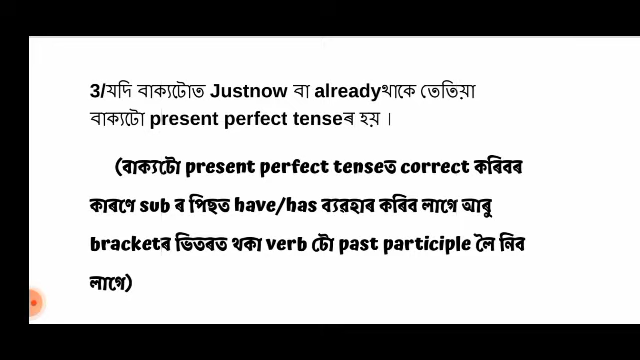 3/যদি বাক্যটোত Justnow বা alreadyথাকে তেতিয়া
বাক্যটো present perfect tenseৰ হয়।
(বাক্যটো present perfect tenseত correct কৰিবৰ
কাৰণে sub ৰ পিছত have/has ব্যৱহাৰ কৰিব লাগে আৰু
bracketৰ ভিতৰত থকা verb টো past participle লৈ নিব
লাগে)